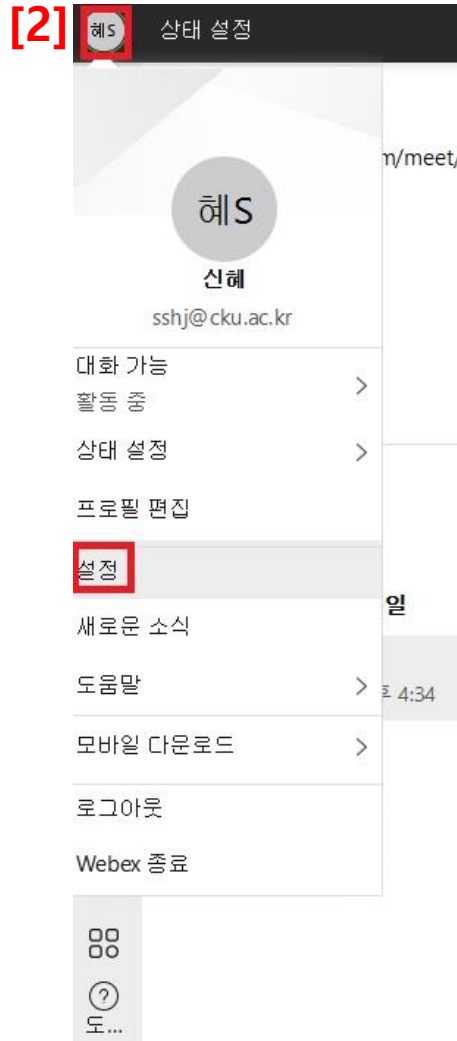 [2] 혜S 상태 설정
m/meet/
혜S
신혜
sshj@cku.ac.kr
대화 가능
활동 중
상태 설정
프로필 편집
설정
일
새로운 소식
도움말
후 4:34
모바일 다운로드
로그아웃
Webex 종료
도...